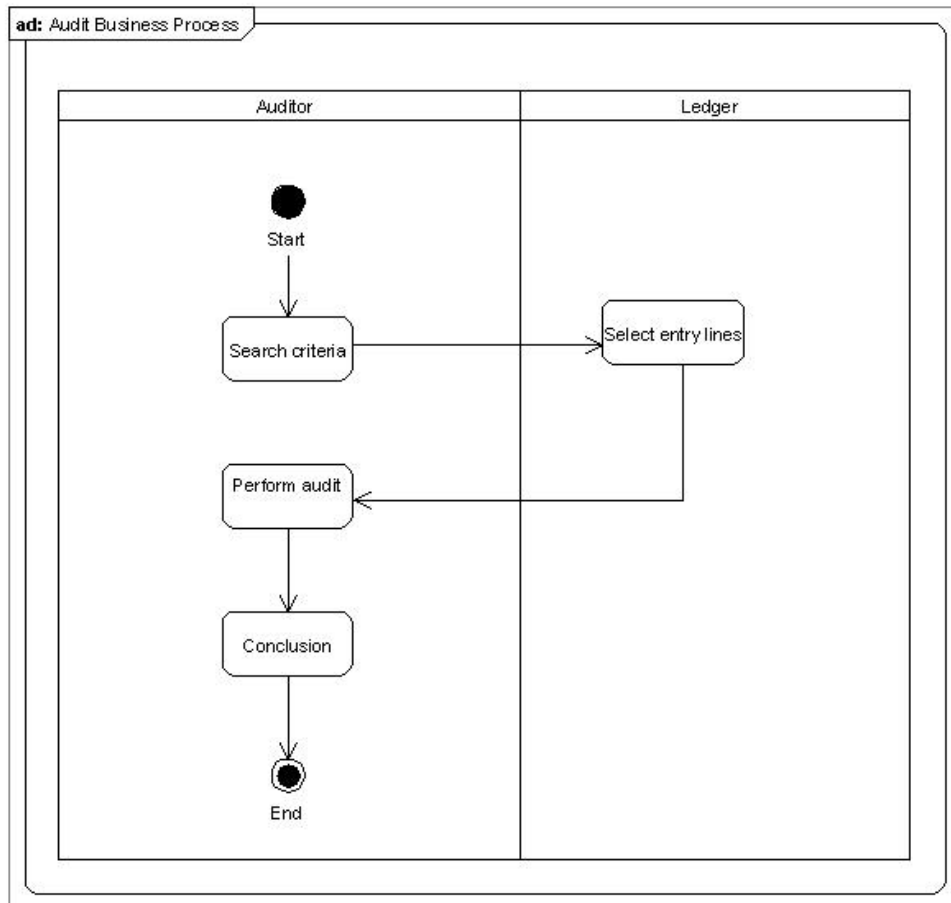 ad: Audit Business Process
Auditor
Ledger
Start
Search criteria
Select entry lines
Perform audit
Conclusion
End